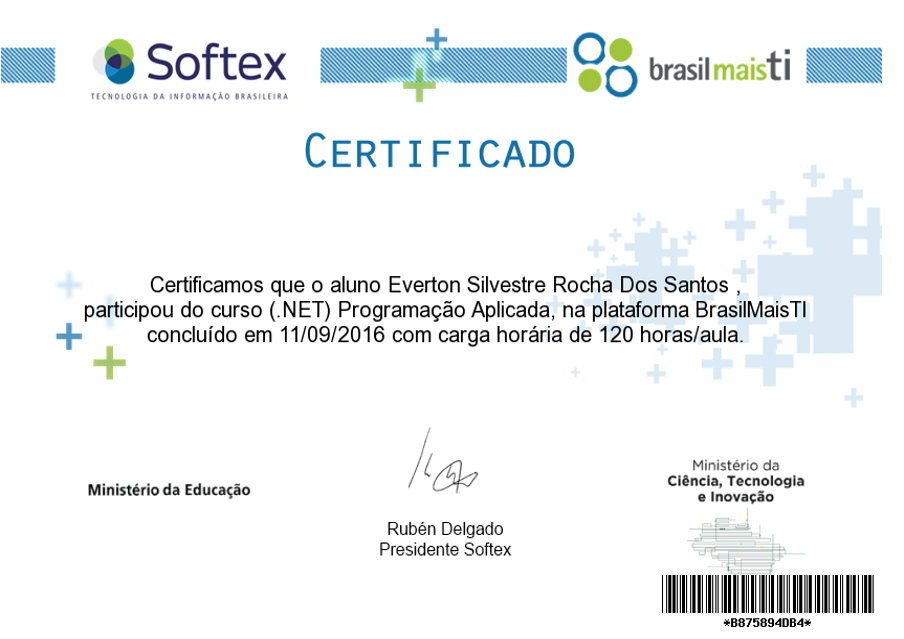 Softex
TECNOLOGIA DA INFORMAÇÃO BRASILEIRA
brasilmaisti
CERTIFICADO
Certificamos que o aluno Everton Silvestre Rocha Dos Santos ,
participou do curso (.NET) Programação Aplicada, na plataforma BrasilMaisTI
concluído em 11/09/2016 com carga horária de 120 horas/aula.
Ministério da Educação
Rubén Delgado
Presidente Softex
Ministério da
Ciência, Tecnologia
e Inovação
*B875894DB4*